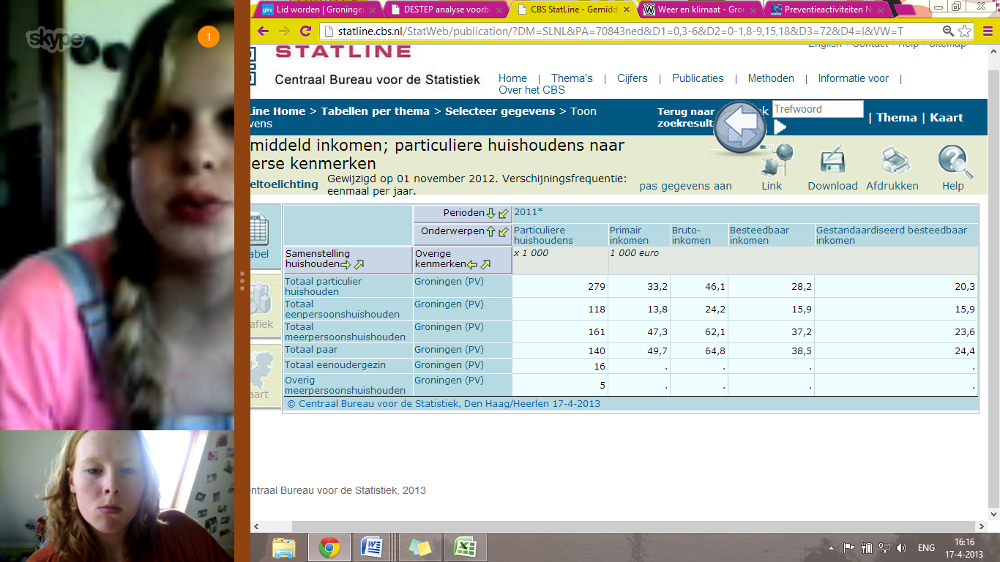 skype
1
gkv Lid worden | Groningen
DESTEP analyse voorb
CBS StatLine - Gemidd
W Weer en klimaat - Gro
Preventieactiviteiten N
statline.cbs.nl/StatWeb/publication/?DM=SLNL&PA=70843ned&D1=0,3-6&D2=0-1,8-9,15,18&D3=72&D4=I&VW=T
STATLINE
English Contact Help Sitemap
Centraal Bureau voor de Statistiek
Home | Thema's | Cijfers | Publicaties | Methoden | Informatie voor |
Over het CBS
Line Home > Tabellen per thema > Selecteer gegevens > Toon
vens
Terug naar
zoekresult
k
Trefwoord
| Thema | Kaart
middeld inkomen; particuliere huishoudens naar
erse kenmerken
eltoelichting
Gewijzigd op 01 november 2012. Verschijningsfrequentie:
eenmaal per jaar.
pas gegevens aan
Link
Download
Afdrukken
Help
abel
afiek
aart
Perioden 2011*
Onderwerpen
Particuliere
huishoudens
Primair
inkomen
Bruto-
inkomen
Besteedbaar
inkomen
Gestandaardiseerd besteedbaar
inkomen
Samenstelling
huishouden
Overige
kenmerken
x 1 000 1 000 euro
Totaal particulier
huishouden
Groningen (PV) 279 33,2 46,1 28,2 20,3
Totaal
eenpersoonshuishouden
Groningen (PV) 118 13,8 24,2 15,9 15,9
Totaal
meerpersoonshuishouden
Groningen (PV) 161 47,3 62,1 37,2 23,6
Totaal paar Groningen (PV) 140 49,7 64,8 38,5 24,4
Totaal eenoudergezin Groningen (PV) 16 . . . .
Overig
meerpersoonshuishouden
Groningen (PV) 5 . . . .
© Centraal Bureau voor de Statistiek, Den Haag/Heerlen 17-4-2013
entraal Bureau voor de Statistiek, 2013
ENG
16:16
17-4-2013